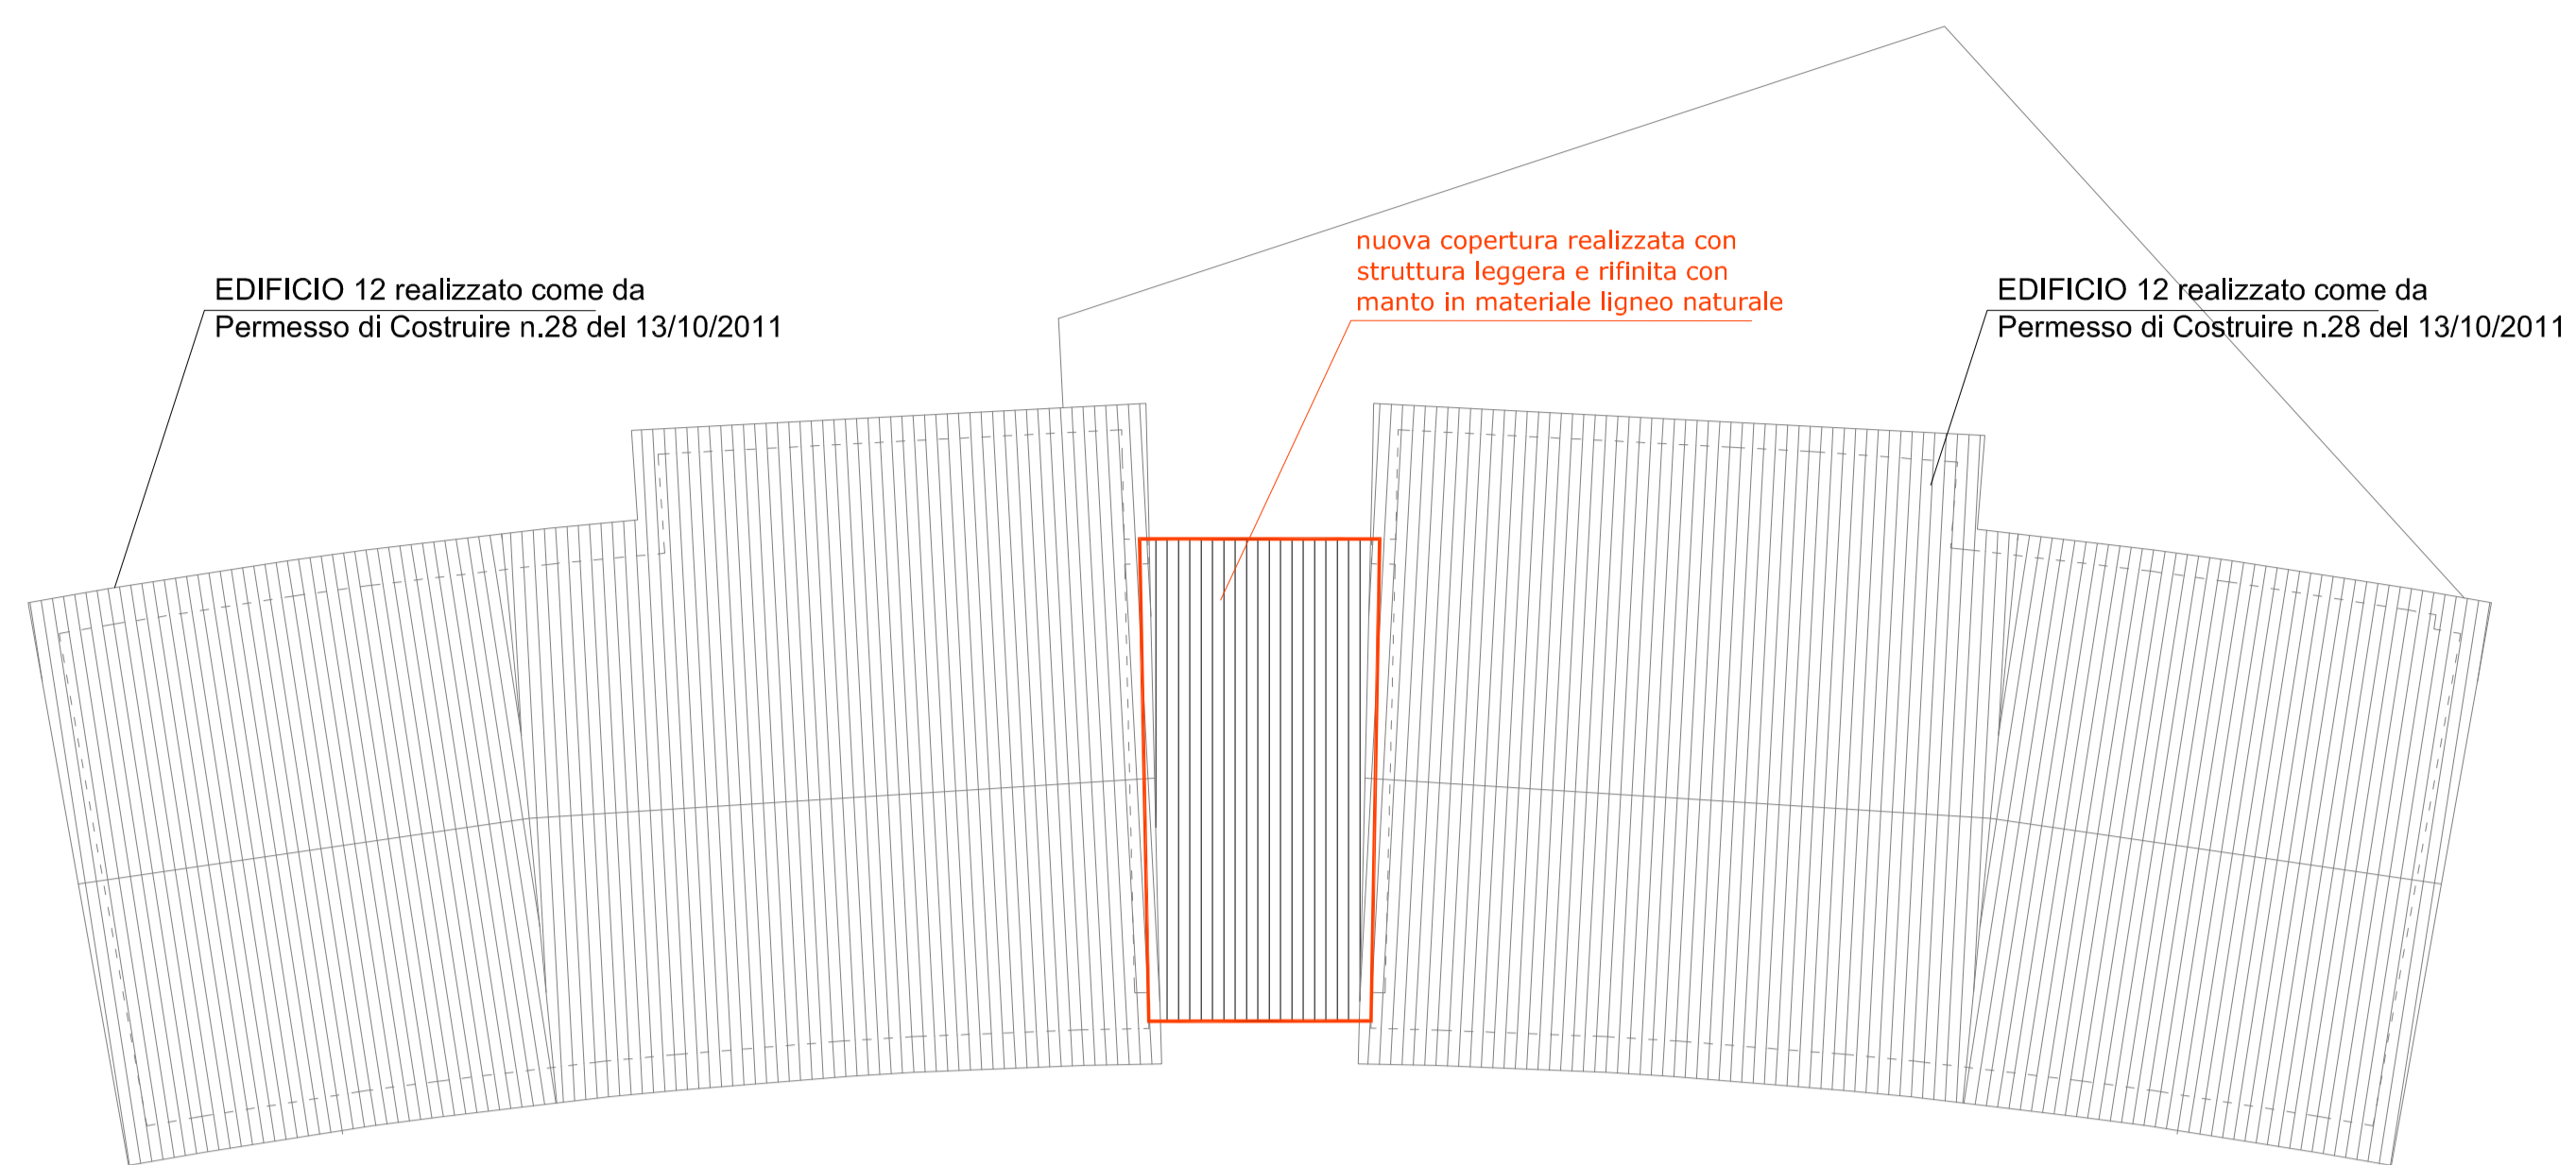 nuova copertura realizzata con
struttura leggera e rifinita con
manto in materiale ligneo naturale
EDIFICIO 12 realizzato come da
Permesso di Costruire n.28 del 13/10/2011
EDIFICIO 12 realizzato come da
Permesso di Costruire n.28 del 13/10/2011